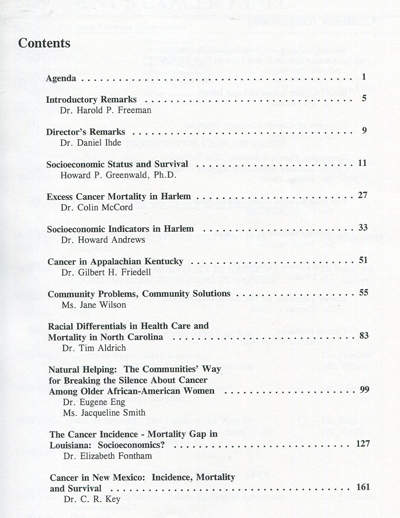 Contents
Agenda . . . . . . . . . . . . . . . . . . . . . . . . . . . . . . . . . . . . . . . . 1
Introductory Remarks . . . . . . . . . . . . . . . . . . . . . . . . . . . . . . 5
Dr. Harold P. Freeman
Director's Remarks . . . . . . . . . . . . . . . . . . . . . . . . . . . . . . . . 9
Dr. Daniel Ihde
Socioeconomic Status and Survival . . . . . . . . . . . . . . . . . . . . . . . 11
Howard P. Greenwald, Ph.D.
Excess Cancer Mortality in Harlem . . . . . . . . . . . . . . . . . . . . . . . 27
Dr. Colin McCord
Socioeconomic Indicators in Harlem . . . . . . . . . . . . . . . . . . . . . . 33
Dr. Howard Andrews
Cancer in Appalachian Kentucky . . . . . . . . . . . . . . . . . . . . . . . . 51
Dr. Gilbert H. Friedell
Community Problems, Community Solutions . . . . . . . . . . . . . . . . . . 55
Ms. Jane Wilson
Racial Differentials in Health Care and
Mortality in North Carolina . . . . . . . . . . . . . . . . . . . . . . . . . . . 83
Dr. Tim Aldrich
Natural Helping: The Communities' Way
for Breaking the Silence About Cancer
Among Older African-American Women . . . . . . . . . . . . . . . . . . . . 99
Dr. Eugene Eng
Ms. Jacqueline Smith
The Cancer Incidence - Mortality Gap in
Louisiana: Socioeconomics? . . . . . . . . . . . . . . . . . . . . . . . . . . 127
Dr. Elizabeth Fontham
Cancer in New Mexico: Incidence, Mortality
and Survival . . . . . . . . . . . . . . . . . . . . . . . . . . . . . . . . . . . . 161
Dr. C. R. Key